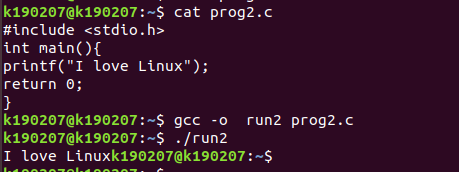 k190207@k190207:~$ cat prog2.c
#include <stdio.h>
int main(){
printf("I love Linux");
return 0;
}
k190207@k190207:~$ gcc -o  run2 prog2.c
k190207@k190207:~$ ./run2
I love Linuxk190207@k190207:~$